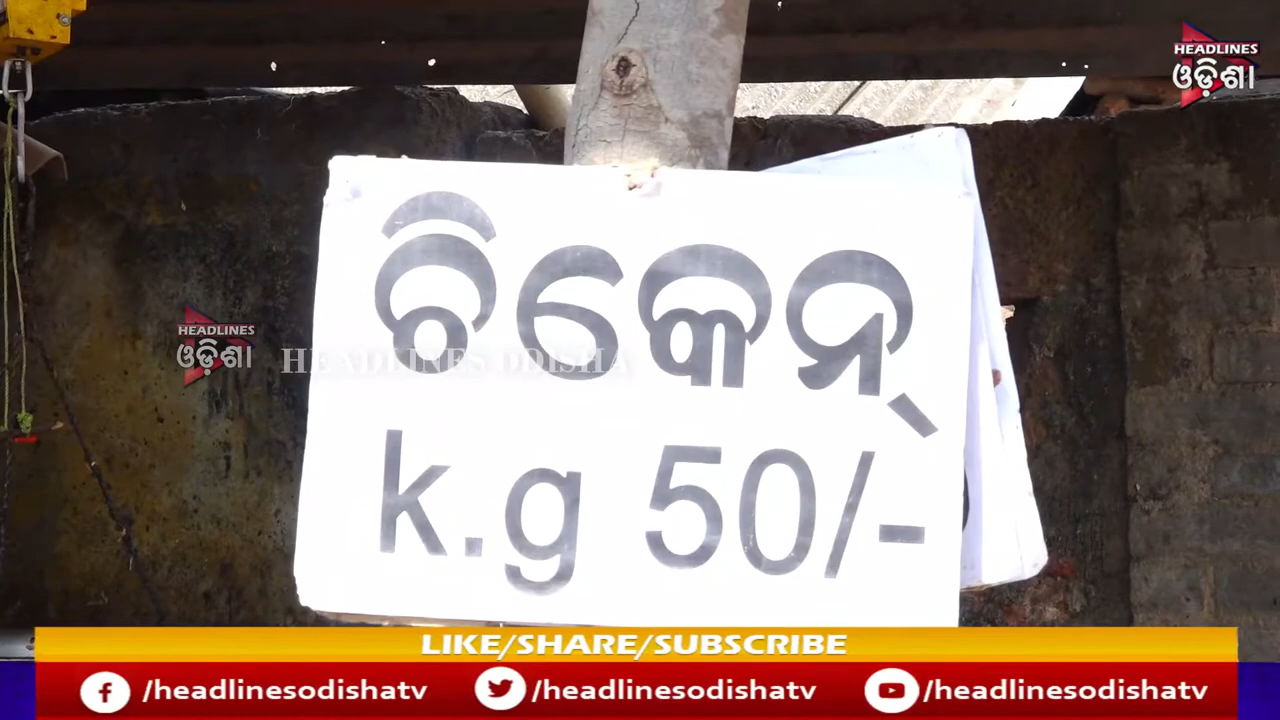 HEADLINES
ଓଡ଼ିଶା
ଚିକେନ୍
HEADLINES
ଓଡ଼ିଶା
HEADLINES ODISHA
k.g 50/-
LIKE/SHARE/SUBSCRIBE
/headlinesodishatv /headlinesodishatv /headlinesodishatv